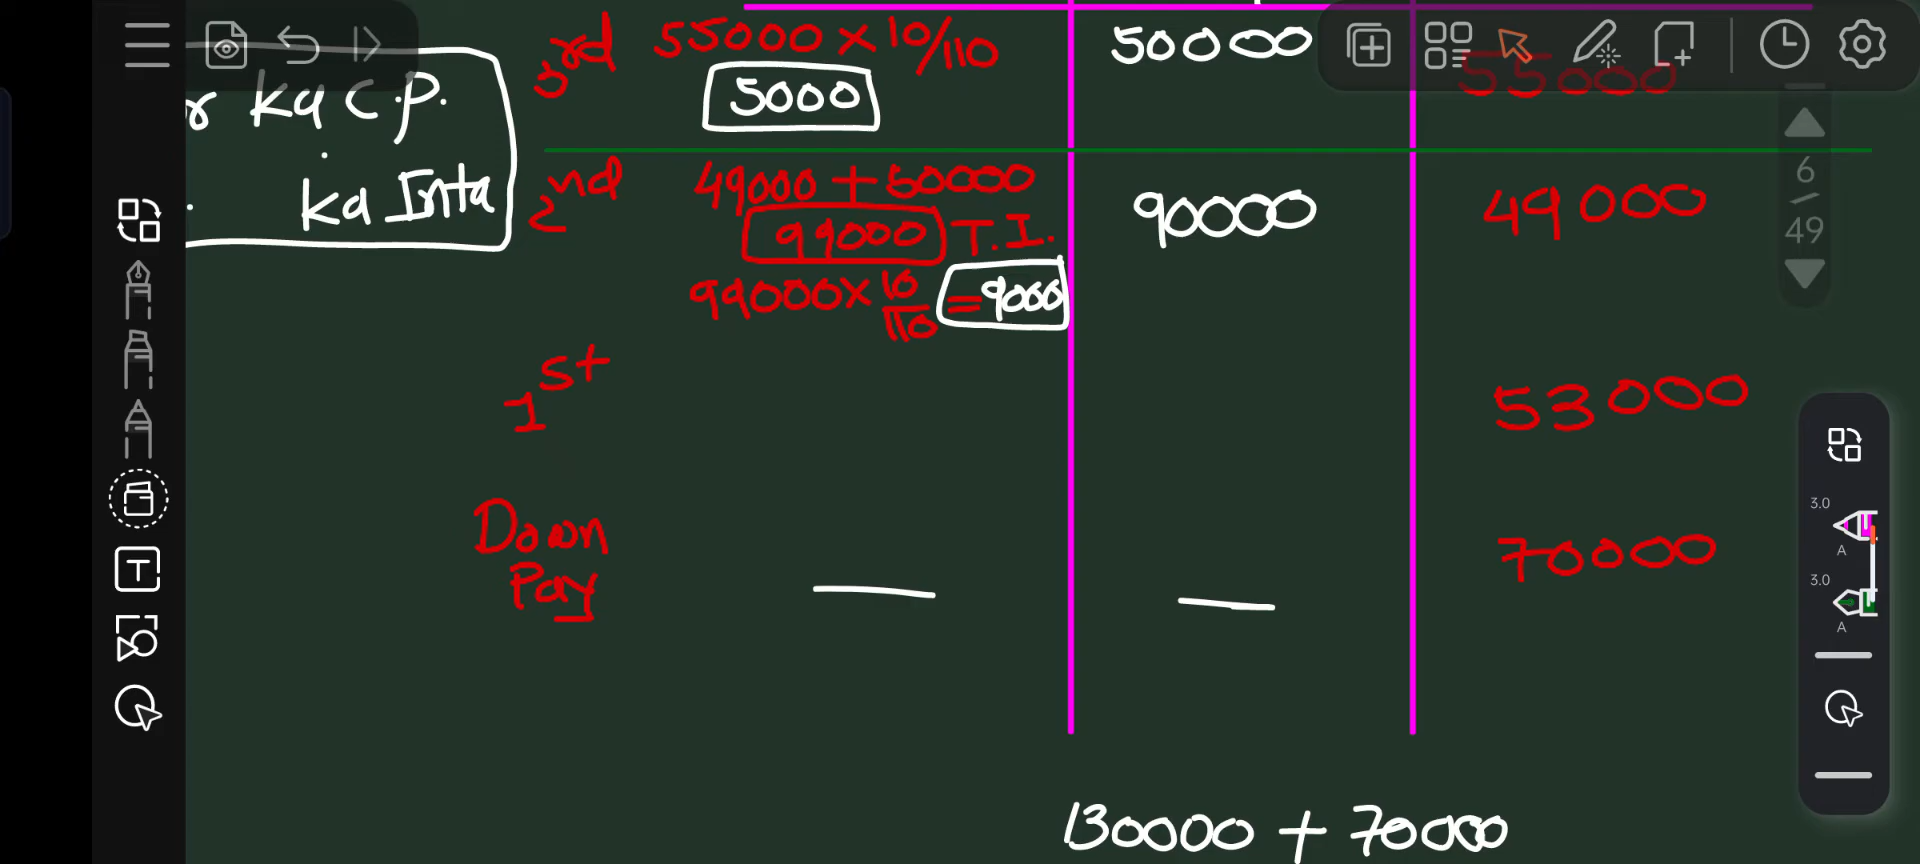 3rd 55000 × 10/110 50000 55000
5000
r ka C.P.
. ka Insta
2nd 49000 + 50000 90000 49000
99000 T.I.
99000 × 10/110 = 9000
1st 53000
Down Pay — — 70000
130000 + 70000
6
49
T
3.0
A
3.0
A